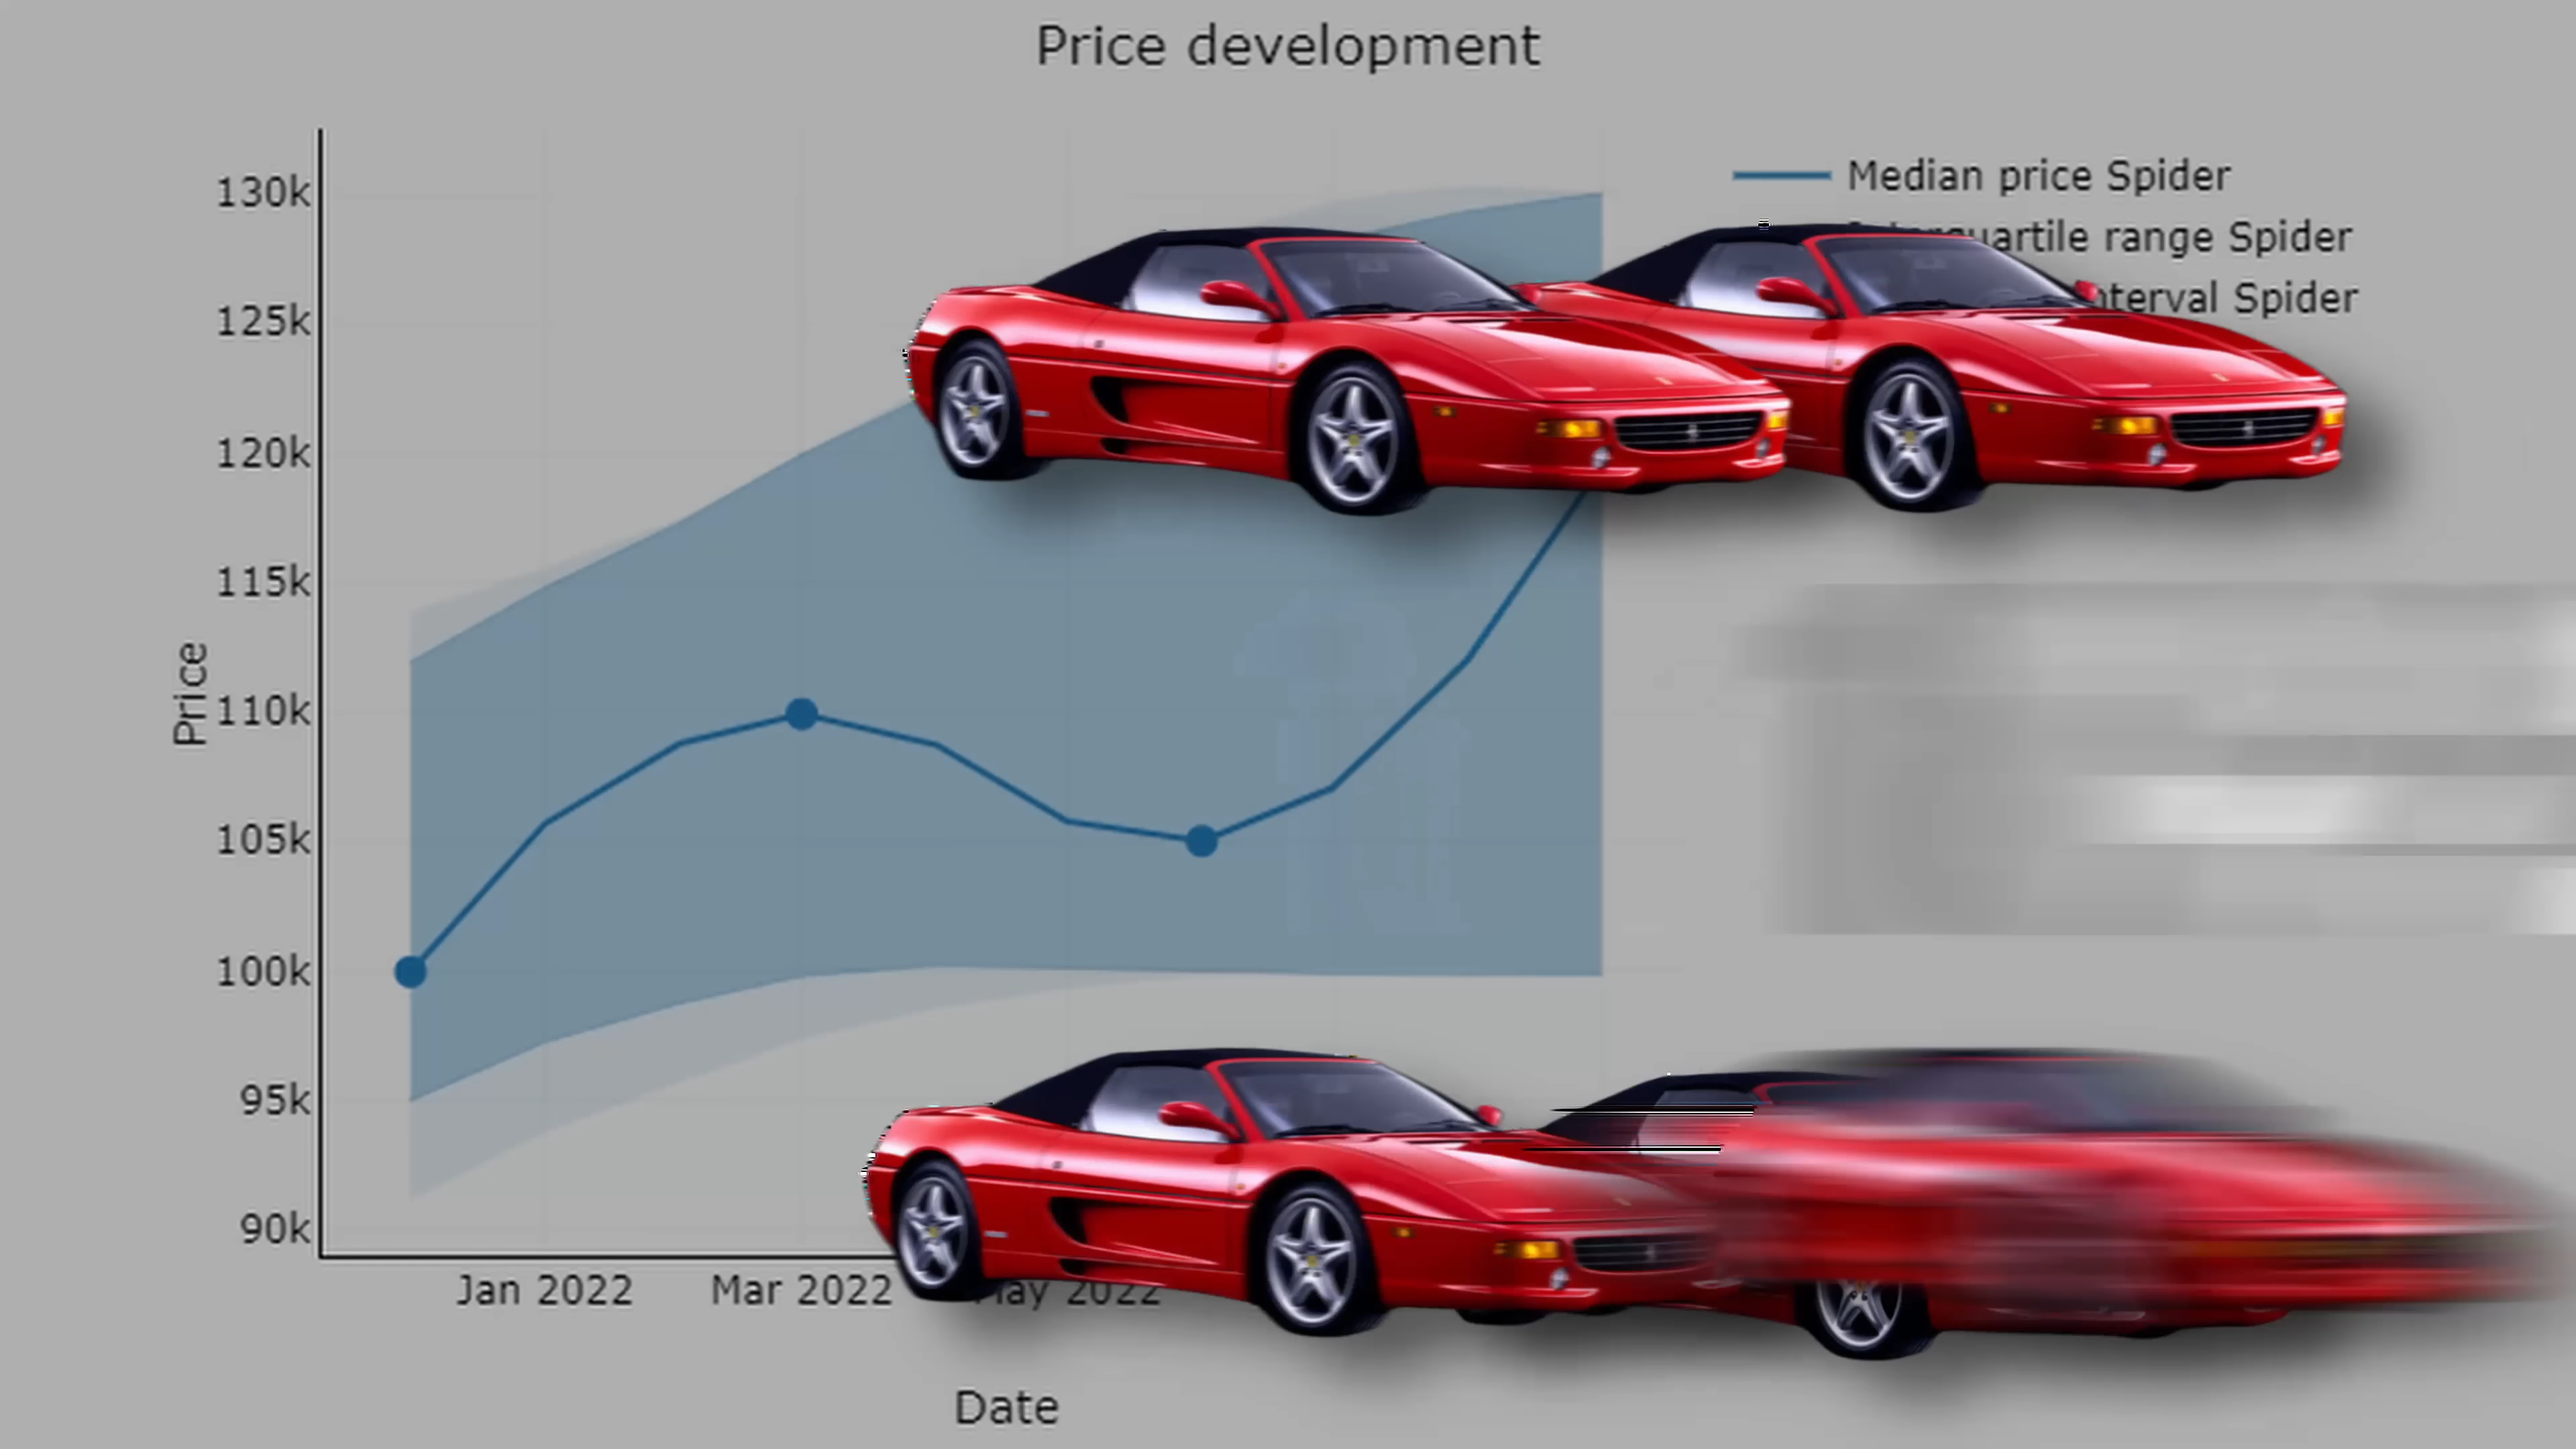 Price development
Median price Spider
range Spider
Spider
130k
125k
120k
115k
110k
105k
100k
95k
90k
Price
Jan 2022
Mar 2022
2022
Date